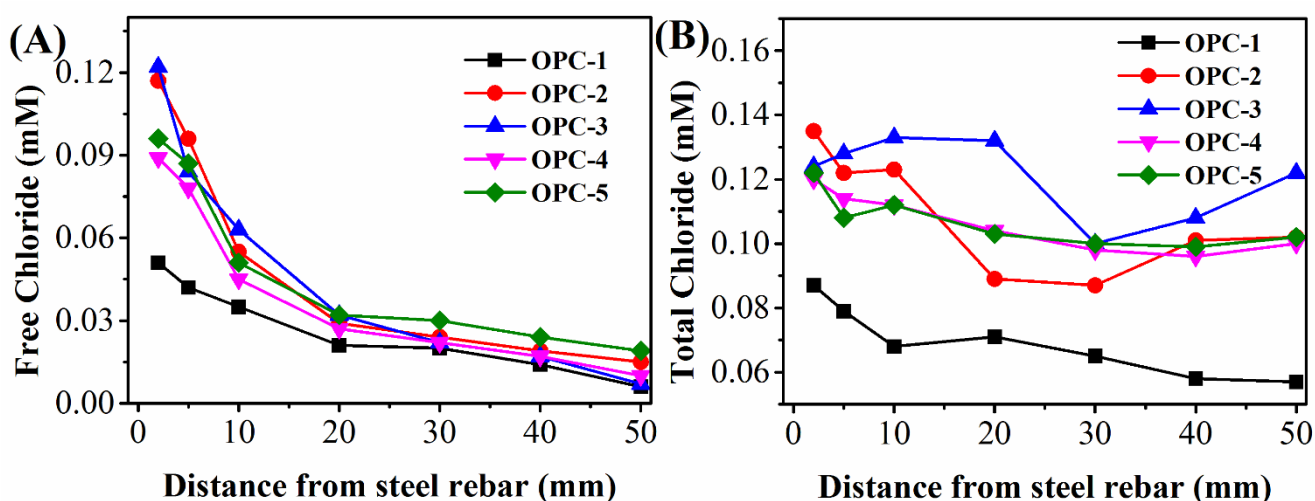 (A)
OPC-1
OPC-2
OPC-3
OPC-4
OPC-5
Free Chloride (mM)
0.12
0.09
0.06
0.03
0.00
0 10 20 30 40 50
Distance from steel rebar (mm)
(B)
OPC-1
OPC-2
OPC-3
OPC-4
OPC-5
Total Chloride (mM)
0.16
0.14
0.12
0.10
0.08
0.06
0 10 20 30 40 50
Distance from steel rebar (mm)